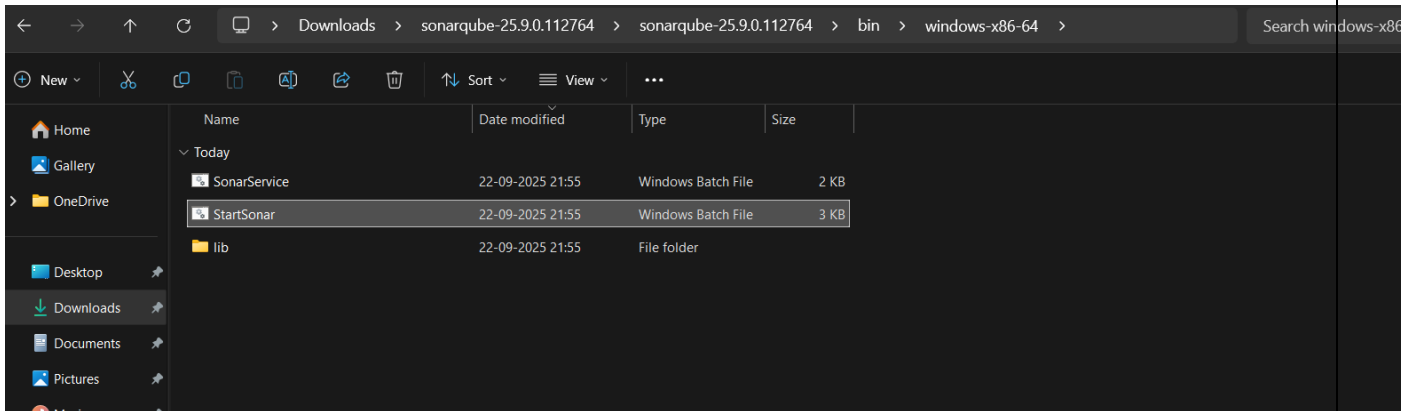 Downloads > sonarqube-25.9.0.112764 > sonarqube-25.9.0.112764 > bin > windows-x86-64 > Search windows-x86
New Sort View
Name Date modified Type Size
Home
Today
Gallery
SonarService 22-09-2025 21:55 Windows Batch File 2 KB
OneDrive
StartSonar 22-09-2025 21:55 Windows Batch File 3 KB
lib 22-09-2025 21:55 File folder
Desktop
Downloads
Documents
Pictures